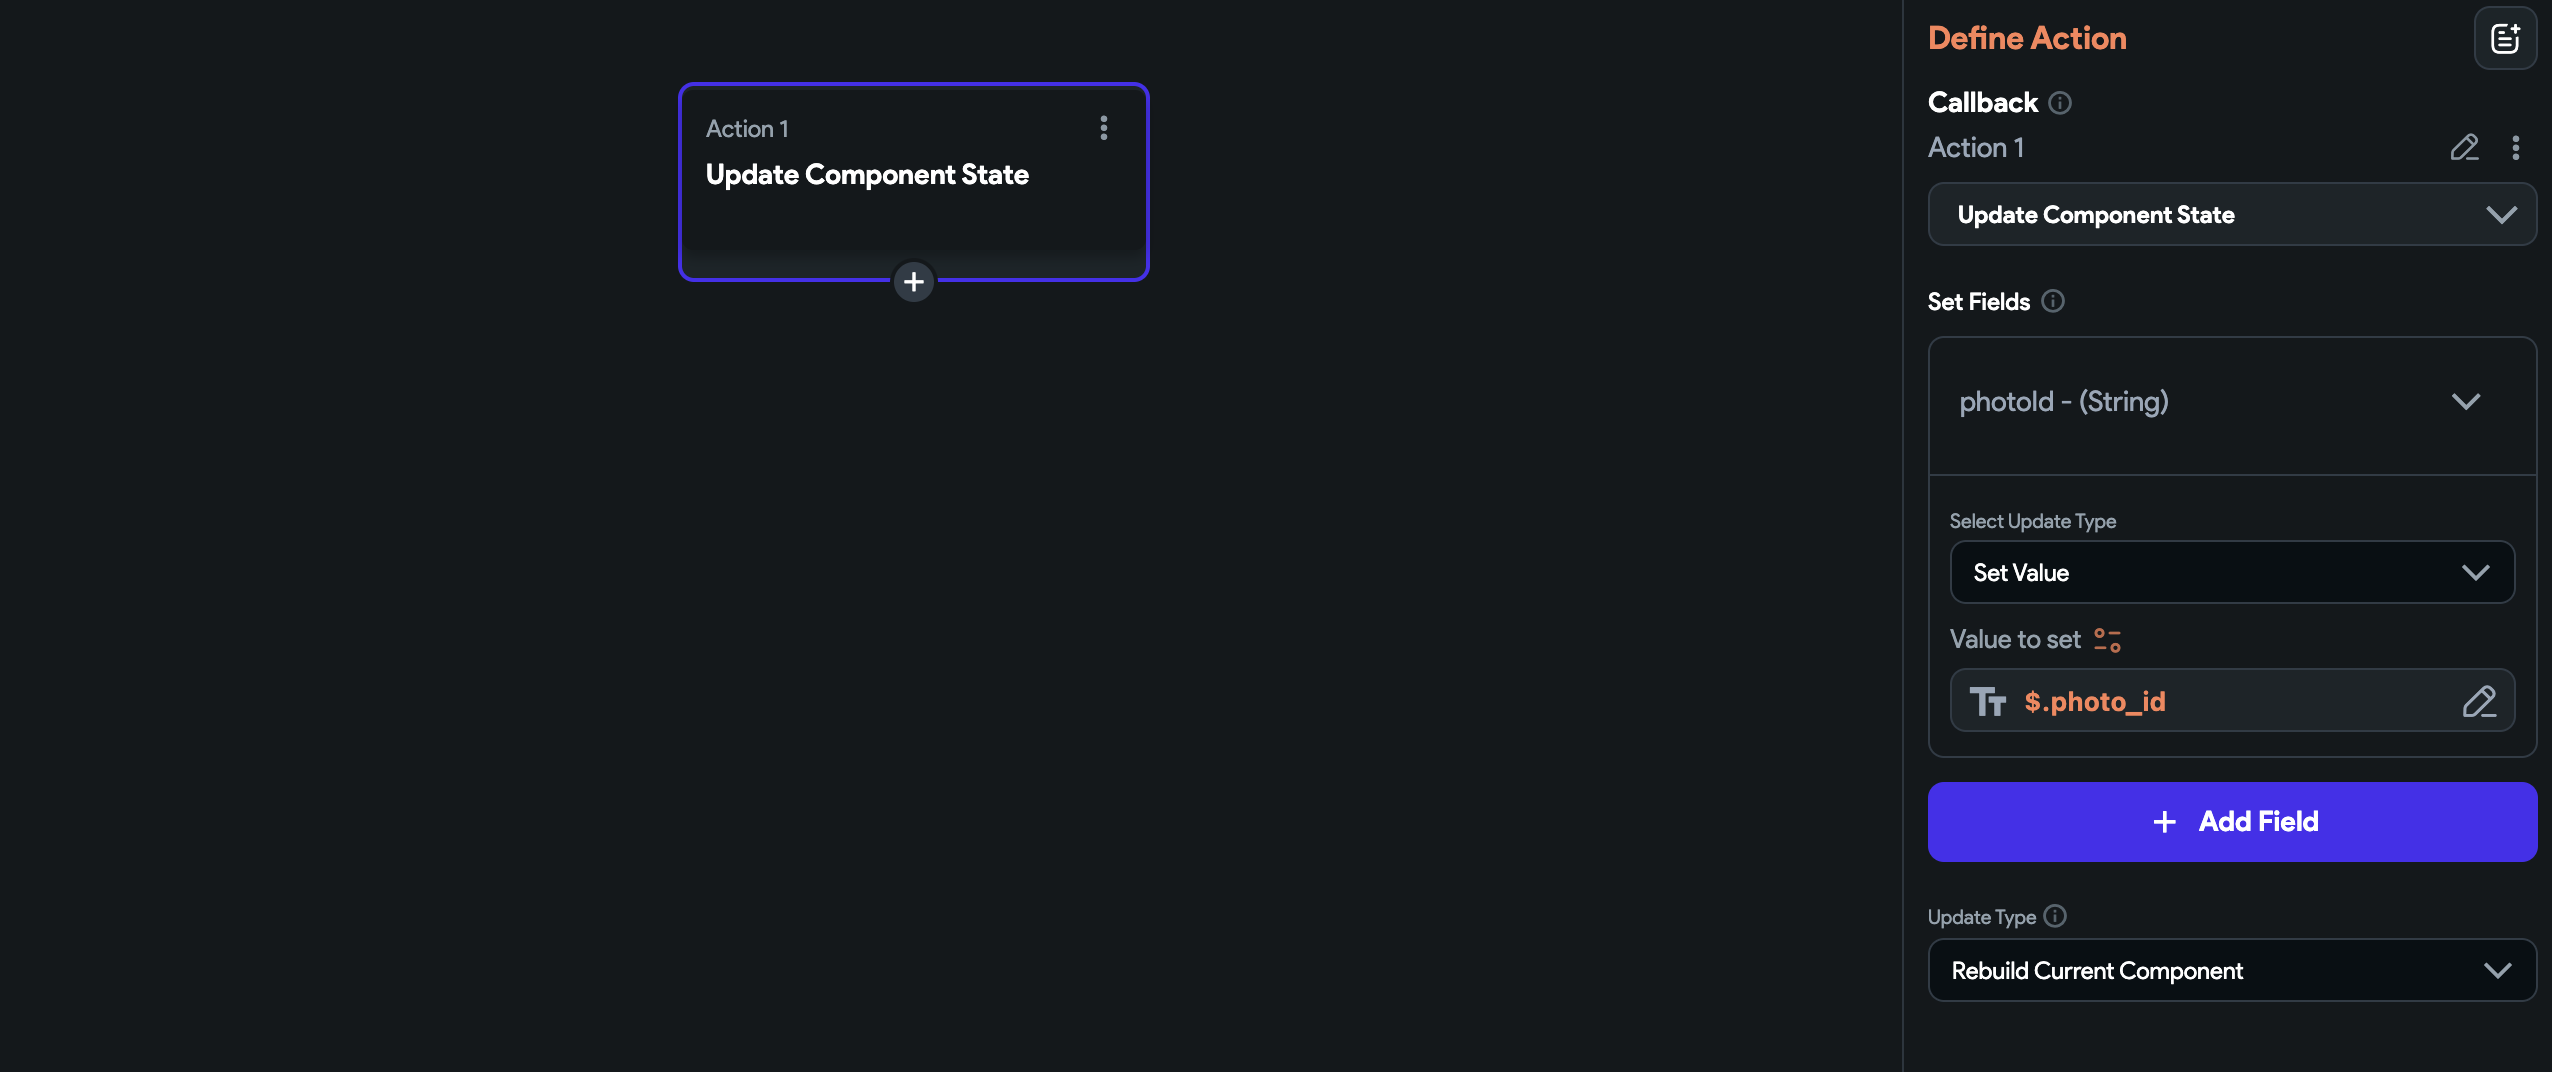 Action 1
Update Component State
Define Action
Callback
Action 1
Update Component State
Set Fields
photoId - (String)
Select Update Type
Set Value
Value to set
Tт $.photo_id
+ Add Field
Update Type
Rebuild Current Component